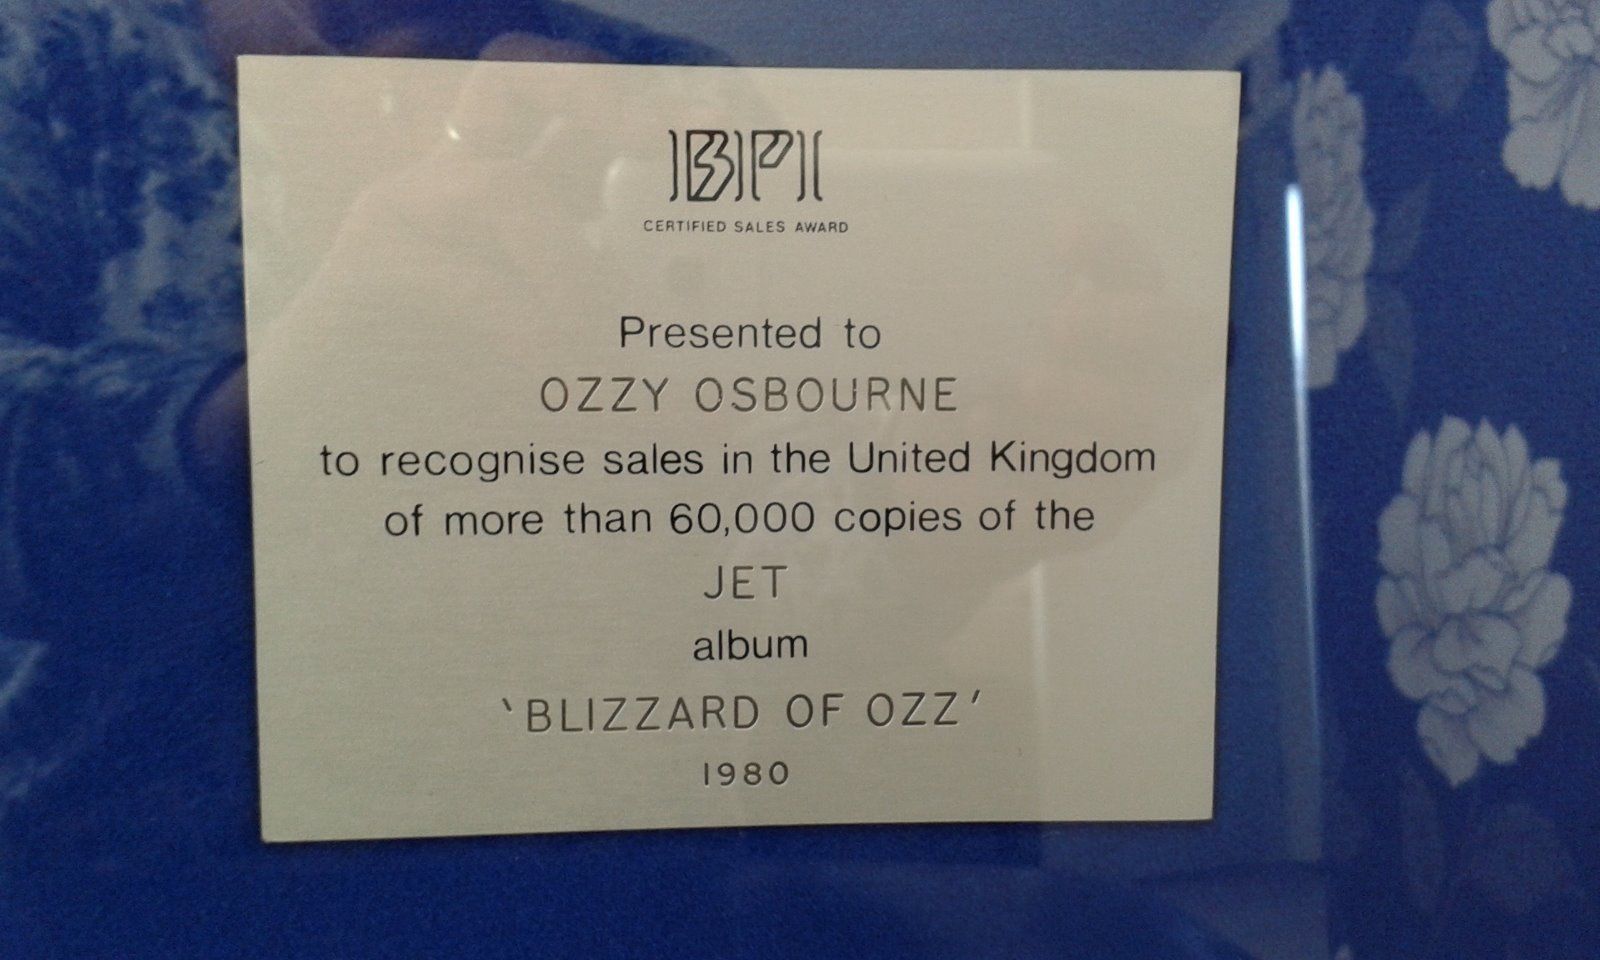 BPI
CERTIFIED SALES AWARD
Presented to
OZZY OSBOURNE
to recognise sales in the United Kingdom
of more than 60,000 copies of the
JET
album
'BLIZZARD OF OZZ'
1980